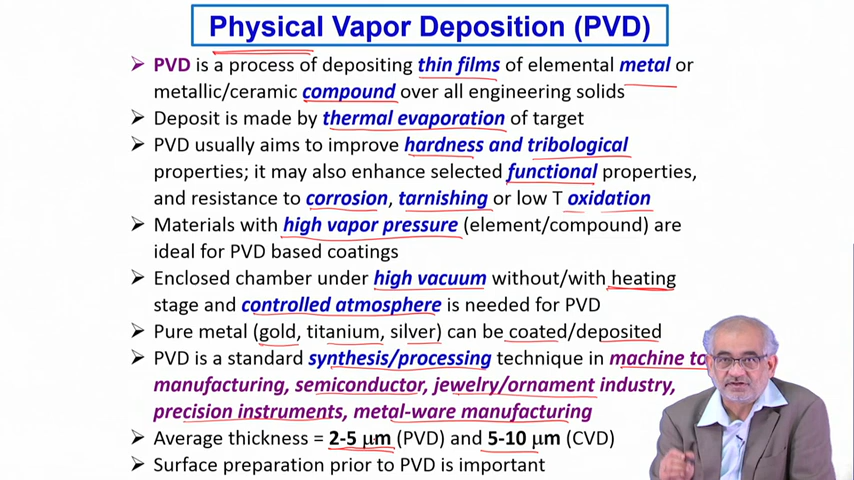 Physical Vapor Deposition (PVD)
➢ PVD is a process of depositing thin films of elemental metal or
metallic/ceramic compound over all engineering solids
➢ Deposit is made by thermal evaporation of target
➢ PVD usually aims to improve hardness and tribological
properties; it may also enhance selected functional properties,
and resistance to corrosion, tarnishing or low T oxidation
➢ Materials with high vapor pressure (element/compound) are
ideal for PVD based coatings
➢ Enclosed chamber under high vacuum without/with heating
stage and controlled atmosphere is needed for PVD
➢ Pure metal (gold, titanium, silver) can be coated/deposited
➢ PVD is a standard synthesis/processing technique in machine to
manufacturing, semiconductor, jewelry/ornament industry,
precision instruments, metal-ware manufacturing
➢ Average thickness = 2-5 μm (PVD) and 5-10 μm (CVD)
➢ Surface preparation prior to PVD is important